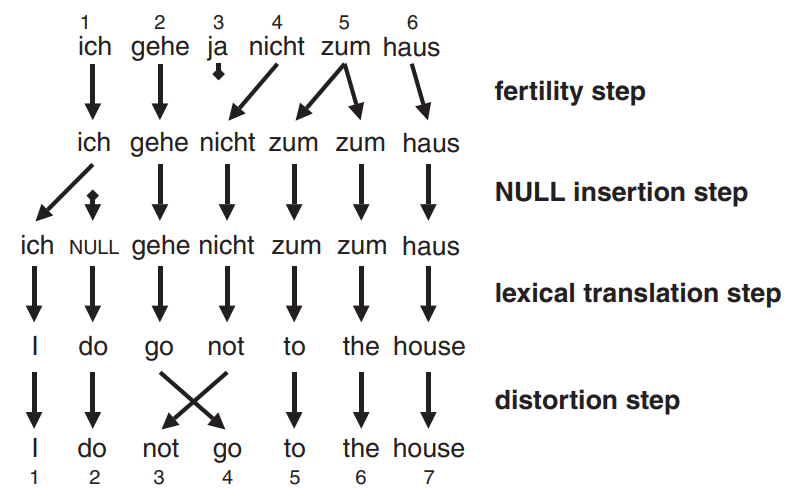 1 2 3 4 5 6
ich gehe ja nicht zum haus
fertility step
ich gehe nicht zum zum haus
NULL insertion step
ich NULL gehe nicht zum zum haus
lexical translation step
I do go not to the house
distortion step
I do not go to the house
1 2 3 4 5 6 7